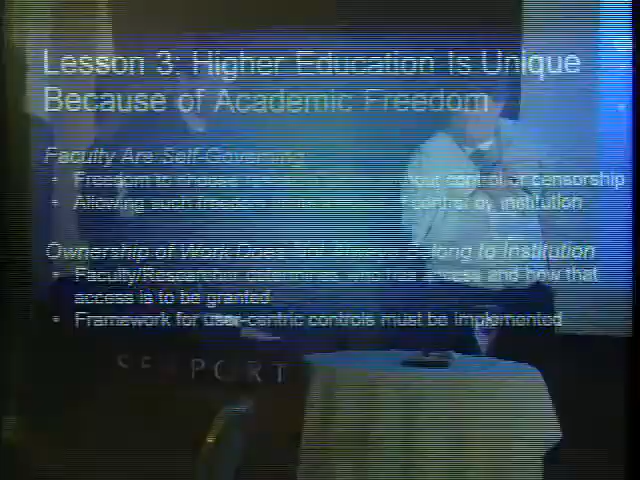 Lesson 3: Higher Education Is Unique
Because of Academic Freedom
Faculty Are Self-Governing
• Freedom to choose control or censorship
• Allowing such freedom of control by institution
Ownership of Work Does Not Always Belong to Institution
• Faculty/Researcher determines who has access and how that
access is to be granted
• Framework for user-centric controls must be implemented
PORT